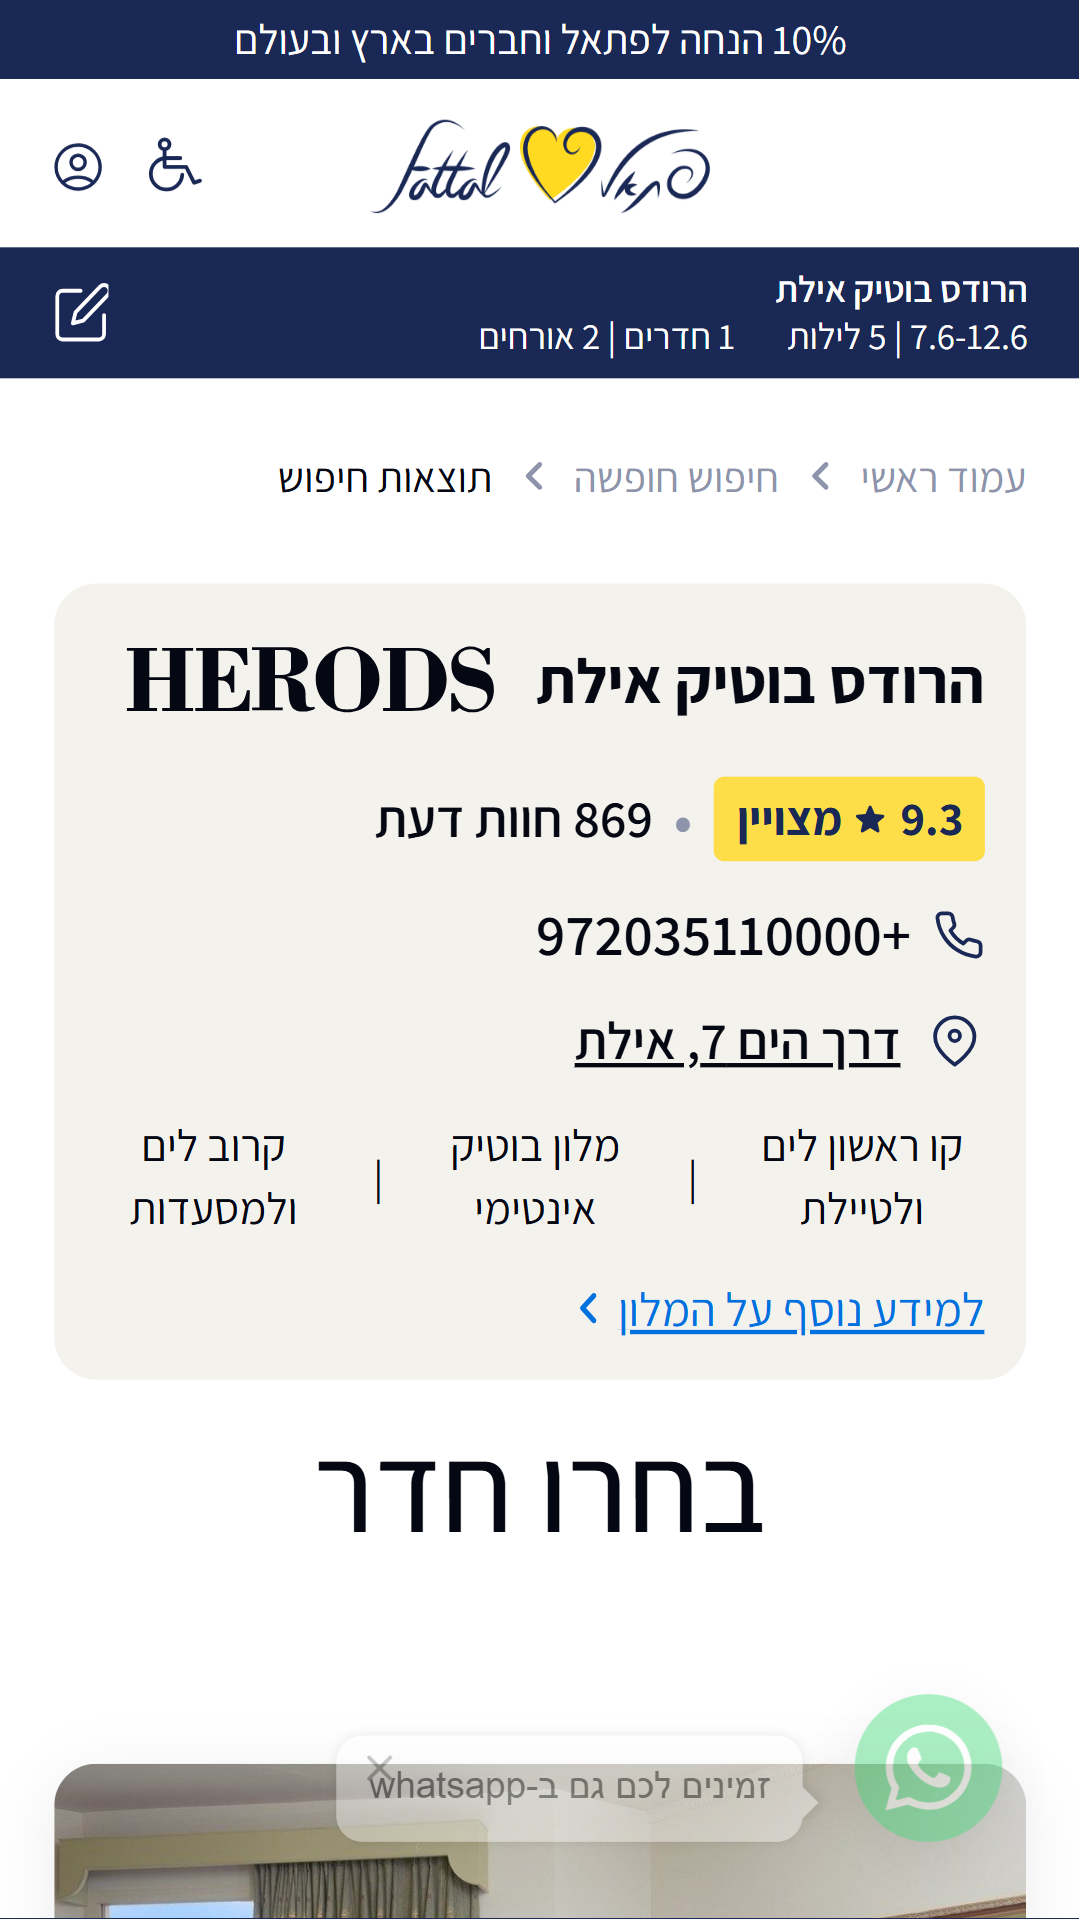 10% הנחה לפתאל וחברים בארץ ובעולם
fattal פתאל
הרודס בוטיק אילת
7.6-12.6 | 5 לילות 1 חדרים | 2 אורחים
עמוד ראשי חיפוש חופשה תוצאות חיפוש
הרודס בוטיק אילת HERODS
9.3 ★ מצויין • 869 חוות דעת
972035110000+
דרך הים 7, אילת
קו ראשון לים ולטיילת | מלון בוטיק אינטימי | קרוב לים ולמסעדות
למידע נוסף על המלון
בחרו חדר
זמינים לכם גם ב-whatsapp